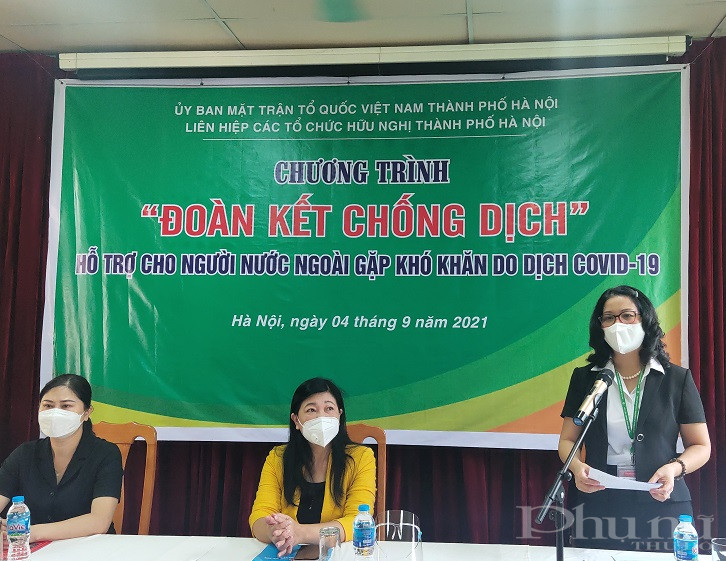 ỦY BAN MẶT TRẬN TỔ QUỐC VIỆT NAM THÀNH PHỐ HÀ NỘI
LIÊN HIỆP CÁC TỔ CHỨC HỮU NGHỊ THÀNH PHỐ HÀ NỘI
CHƯƠNG TRÌNH
“ĐOÀN KẾT CHỐNG DỊCH”
HỖ TRỢ CHO NGƯỜI NƯỚC NGOÀI GẶP KHÓ KHĂN DO DỊCH COVID-19
Hà Nội, ngày 04 tháng 9 năm 2021
Phụ nữ
THỦ ĐÔ